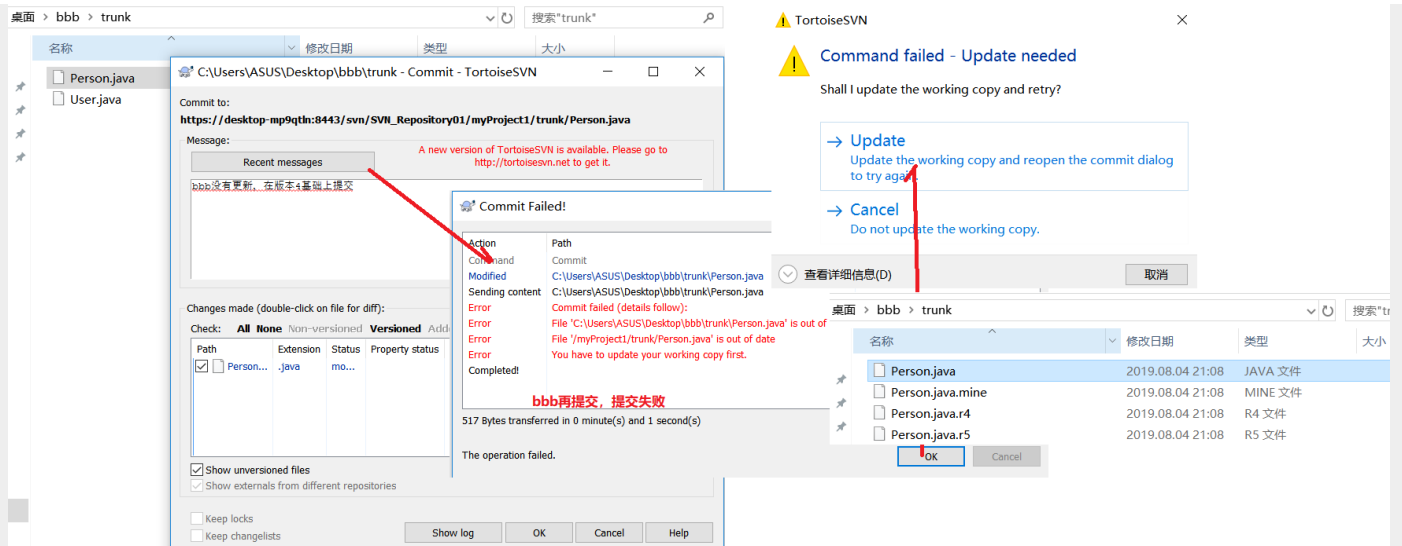 桌面 > bbb > trunk
搜索"trunk"
名称
修改日期
类型
大小
Person.java
User.java
C:\Users\ASUS\Desktop\bbb\trunk - Commit - TortoiseSVN
Commit to:
https://desktop-mp9qtln:8443/svn/SVN_Repository01/myProject1/trunk/Person.java
Message:
Recent messages
A new version of TortoiseSVN is available. Please go to
http://tortoisesvn.net to get it.
bbb没有更新，在版本4基础上提交
Changes made (double-click on file for diff):
Check: All None Non-versioned Versioned Adde
Path Extension Status Property status
Person... .java mo...
Show unversioned files
Show externals from different repositories
Keep locks
Keep changelists
Show log
OK
Cancel
Help
Commit Failed!
Action Path
Command Commit
Modified C:\Users\ASUS\Desktop\bbb\trunk\Person.java
Sending content C:\Users\ASUS\Desktop\bbb\trunk\Person.java
Error Commit failed (details follow):
Error File 'C:\Users\ASUS\Desktop\bbb\trunk\Person.java' is out of
Error File '/myProject1/trunk/Person.java' is out of date
Error You have to update your working copy first.
Completed!
bbb再提交，提交失败
517 Bytes transferred in 0 minute(s) and 1 second(s)
The operation failed.
OK
Cancel
TortoiseSVN
Command failed - Update needed
Shall I update the working copy and retry?
Update
Update the working copy and reopen the commit dialog
to try again.
Cancel
Do not update the working copy.
查看详细信息(D)
取消
桌面 > bbb > trunk
搜索"tr
名称
修改日期
类型
大小
Person.java 2019.08.04 21:08 JAVA 文件
Person.java.mine 2019.08.04 21:08 MINE 文件
Person.java.r4 2019.08.04 21:08 R4 文件
Person.java.r5 2019.08.04 21:08 R5 文件